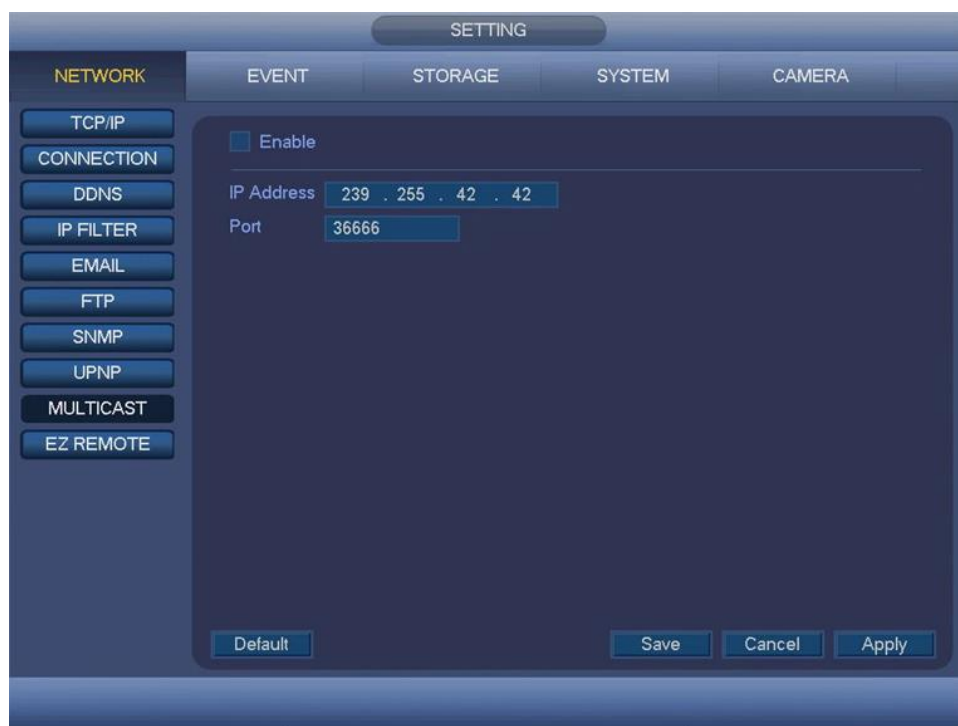 SETTING
NETWORK EVENT STORAGE SYSTEM CAMERA
TCP/IP
CONNECTION
DDNS
IP FILTER
EMAIL
FTP
SNMP
UPNP
MULTICAST
EZ REMOTE
Enable
IP Address 239 . 255 . 42 . 42
Port 36666
Default Save Cancel Apply